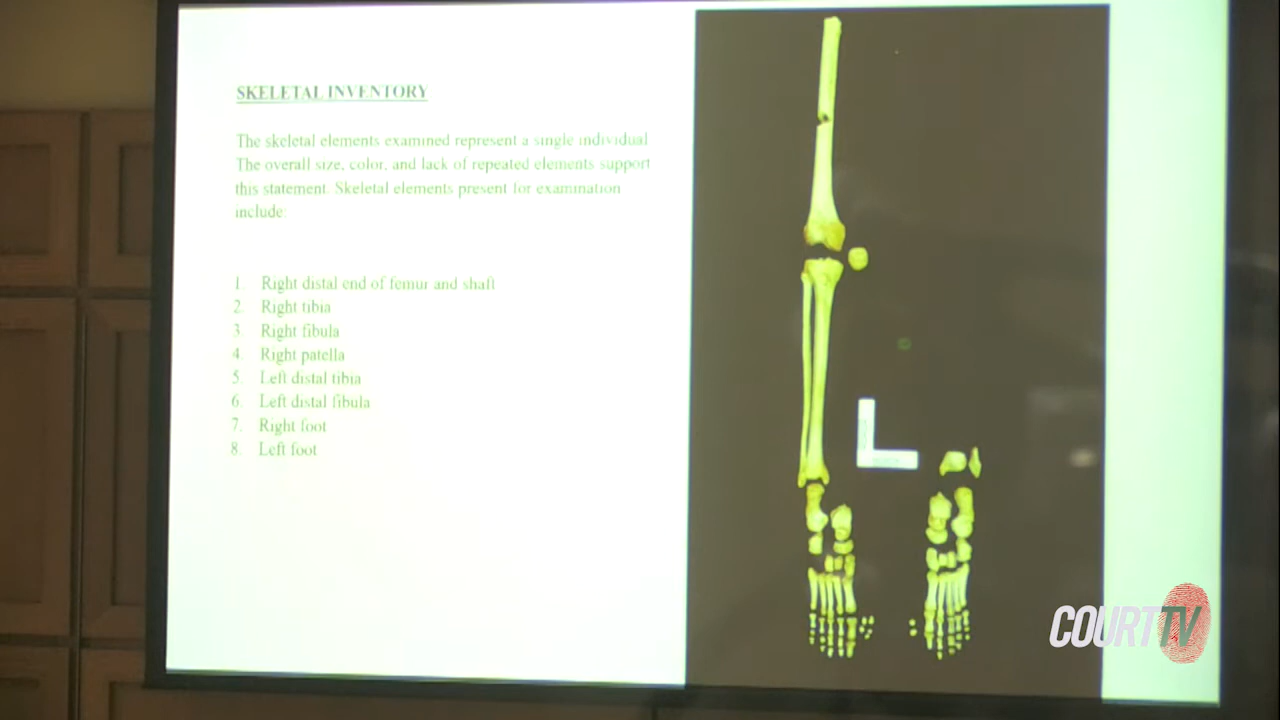 SKELETAL INVENTORY
The skeletal elements examined represent a single individual
The overall size, color, and lack of repeated elements support
this statement. Skeletal elements present for examination
include:
1. Right distal end of femur and shaft
2. Right tibia
3. Right fibula
4. Right patella
5. Left distal tibia
6. Left distal fibula
7. Right foot
8. Left foot
COURT TV